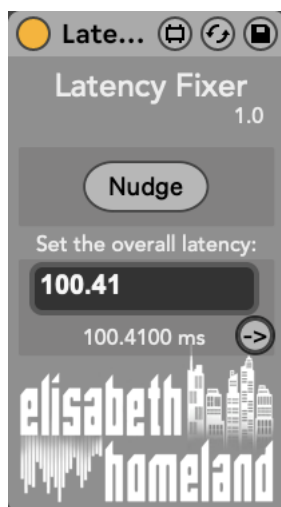 Late...
Latency Fixer
1.0
Nudge
Set the overall latency:
100.41
100.4100 ms
->
elisabeth
homeland